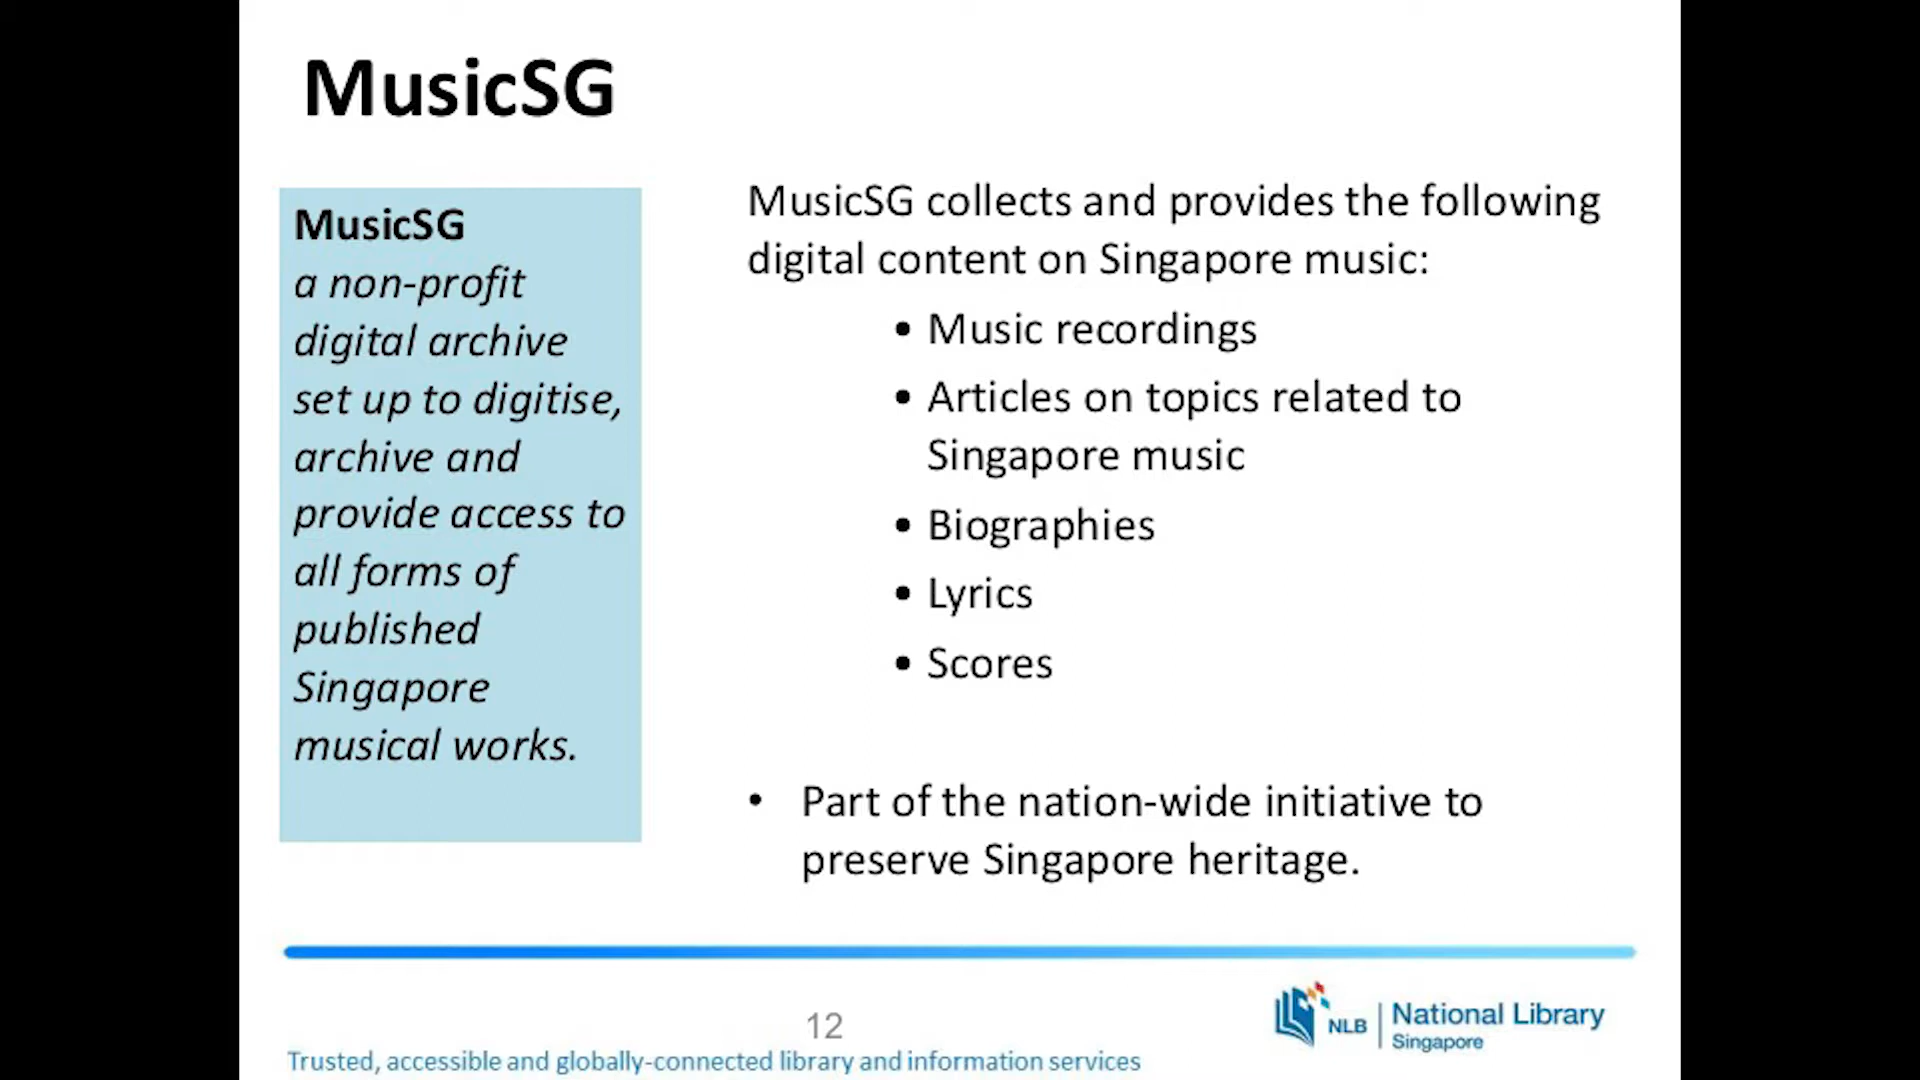 MusicSG
MusicSG
a non-profit
digital archive
set up to digitise,
archive and
provide access to
all forms of
published
Singapore
musical works.
MusicSG collects and provides the following
digital content on Singapore music:
• Music recordings
• Articles on topics related to
Singapore music
• Biographies
• Lyrics
• Scores
• Part of the nation-wide initiative to
preserve Singapore heritage.
12
Trusted, accessible and globally-connected library and information services
NLB
National Library
Singapore